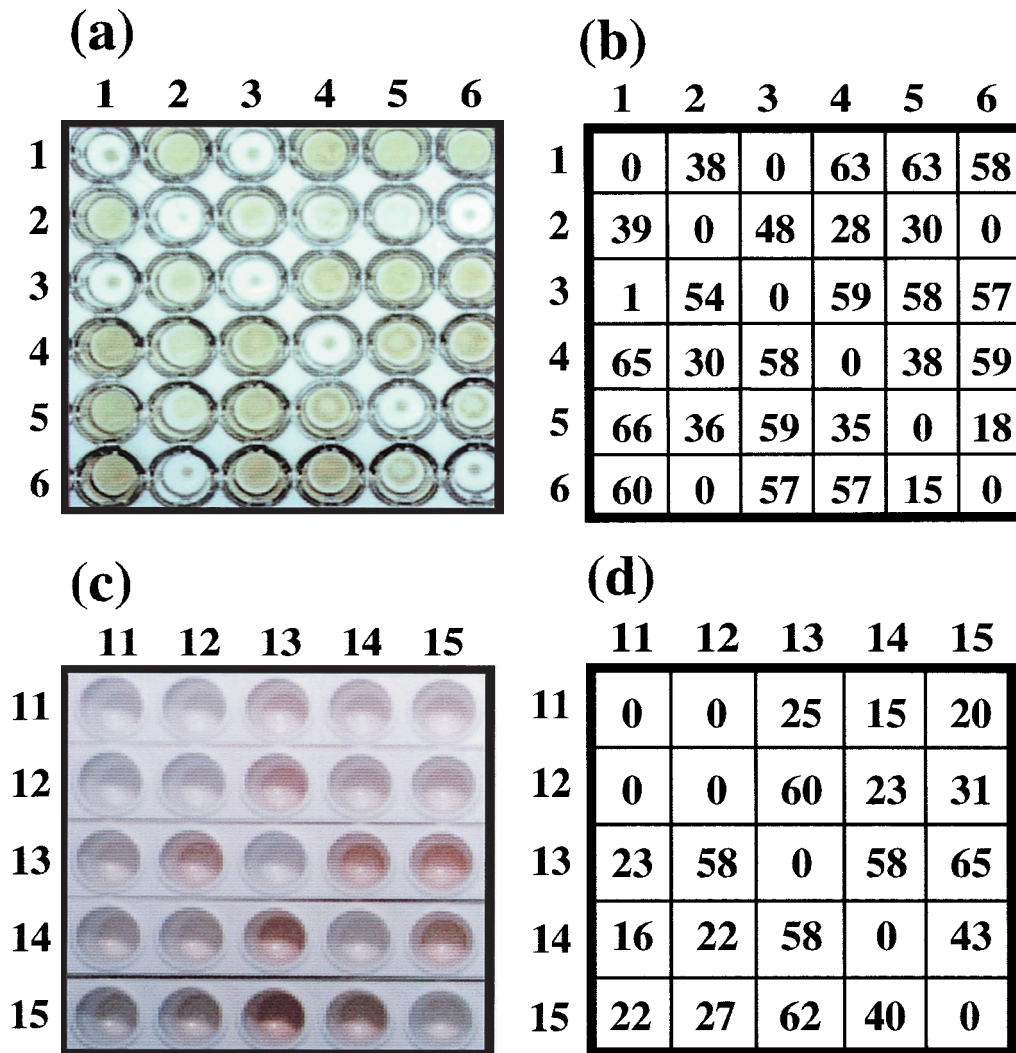 (a)
1 2 3 4 5 6
1
2
3
4
5
6
(b)
1 2 3 4 5 6
1 0 38 0 63 63 58
2 39 0 48 28 30 0
3 1 54 0 59 58 57
4 65 30 58 0 38 59
5 66 36 59 35 0 18
6 60 0 57 57 15 0
(c)
11 12 13 14 15
11
12
13
14
15
(d)
11 12 13 14 15
11 0 0 25 15 20
12 0 0 60 23 31
13 23 58 0 58 65
14 16 22 58 0 43
15 22 27 62 40 0